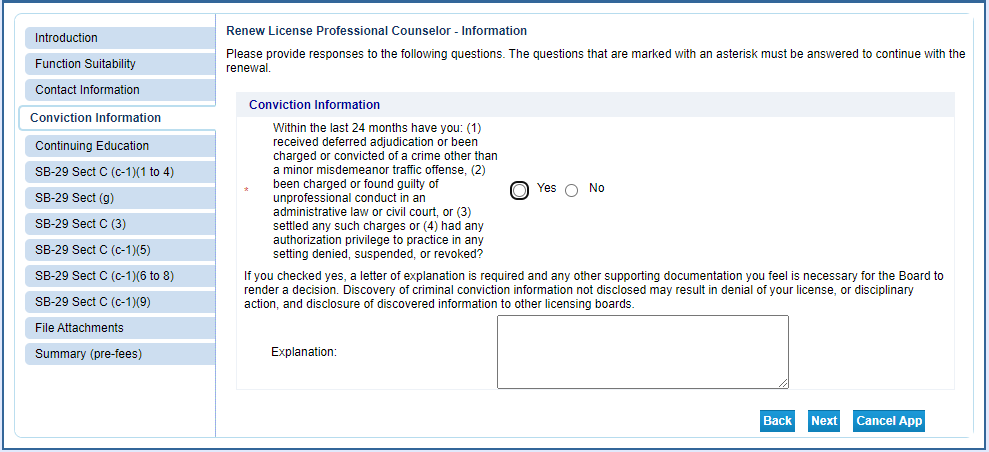 Introduction
Function Suitability
Contact Information
Conviction Information
Continuing Education
SB-29 Sect C (c-1)(1 to 4)
SB-29 Sect (g)
SB-29 Sect C (3)
SB-29 Sect C (c-1)(5)
SB-29 Sect C (c-1)(6 to 8)
SB-29 Sect C (c-1)(9)
File Attachments
Summary (pre-fees)
Renew License Professional Counselor - Information
Please provide responses to the following questions. The questions that are marked with an asterisk must be answered to continue with the
renewal.
Conviction Information
Within the last 24 months have you: (1)
received deferred adjudication or been
charged or convicted of a crime other than
a minor misdemeanor traffic offense, (2)
* been charged or found guilty of
unprofessional conduct in an
administrative law or civil court, or (3)
settled any such charges or (4) had any
authorization privilege to practice in any
setting denied, suspended, or revoked?
Yes No
If you checked yes, a letter of explanation is required and any other supporting documentation you feel is necessary for the Board to
render a decision. Discovery of criminal conviction information not disclosed may result in denial of your license, or disciplinary
action, and disclosure of discovered information to other licensing boards.
Explanation:
Back Next Cancel App